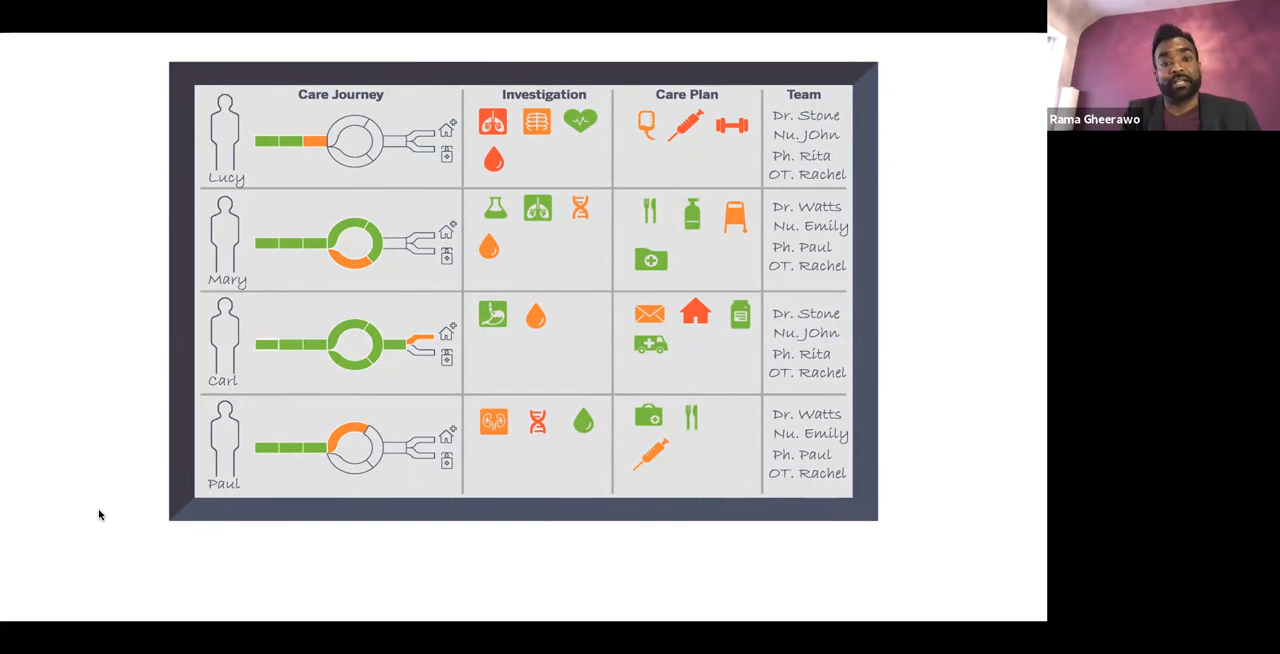 Rama Gheerawo
Care Journey Investigation Care Plan Team
Lucy
Dr. Stone
Nu. JOhn
Ph. Rita
OT. Rachel
Mary
Dr. Watts
Nu. Emily
Ph. Paul
OT. Rachel
Carl
Dr. Stone
Nu. JOhn
Ph. Rita
OT. Rachel
Paul
Dr. Watts
Nu. Emily
Ph. Paul
OT. Rachel